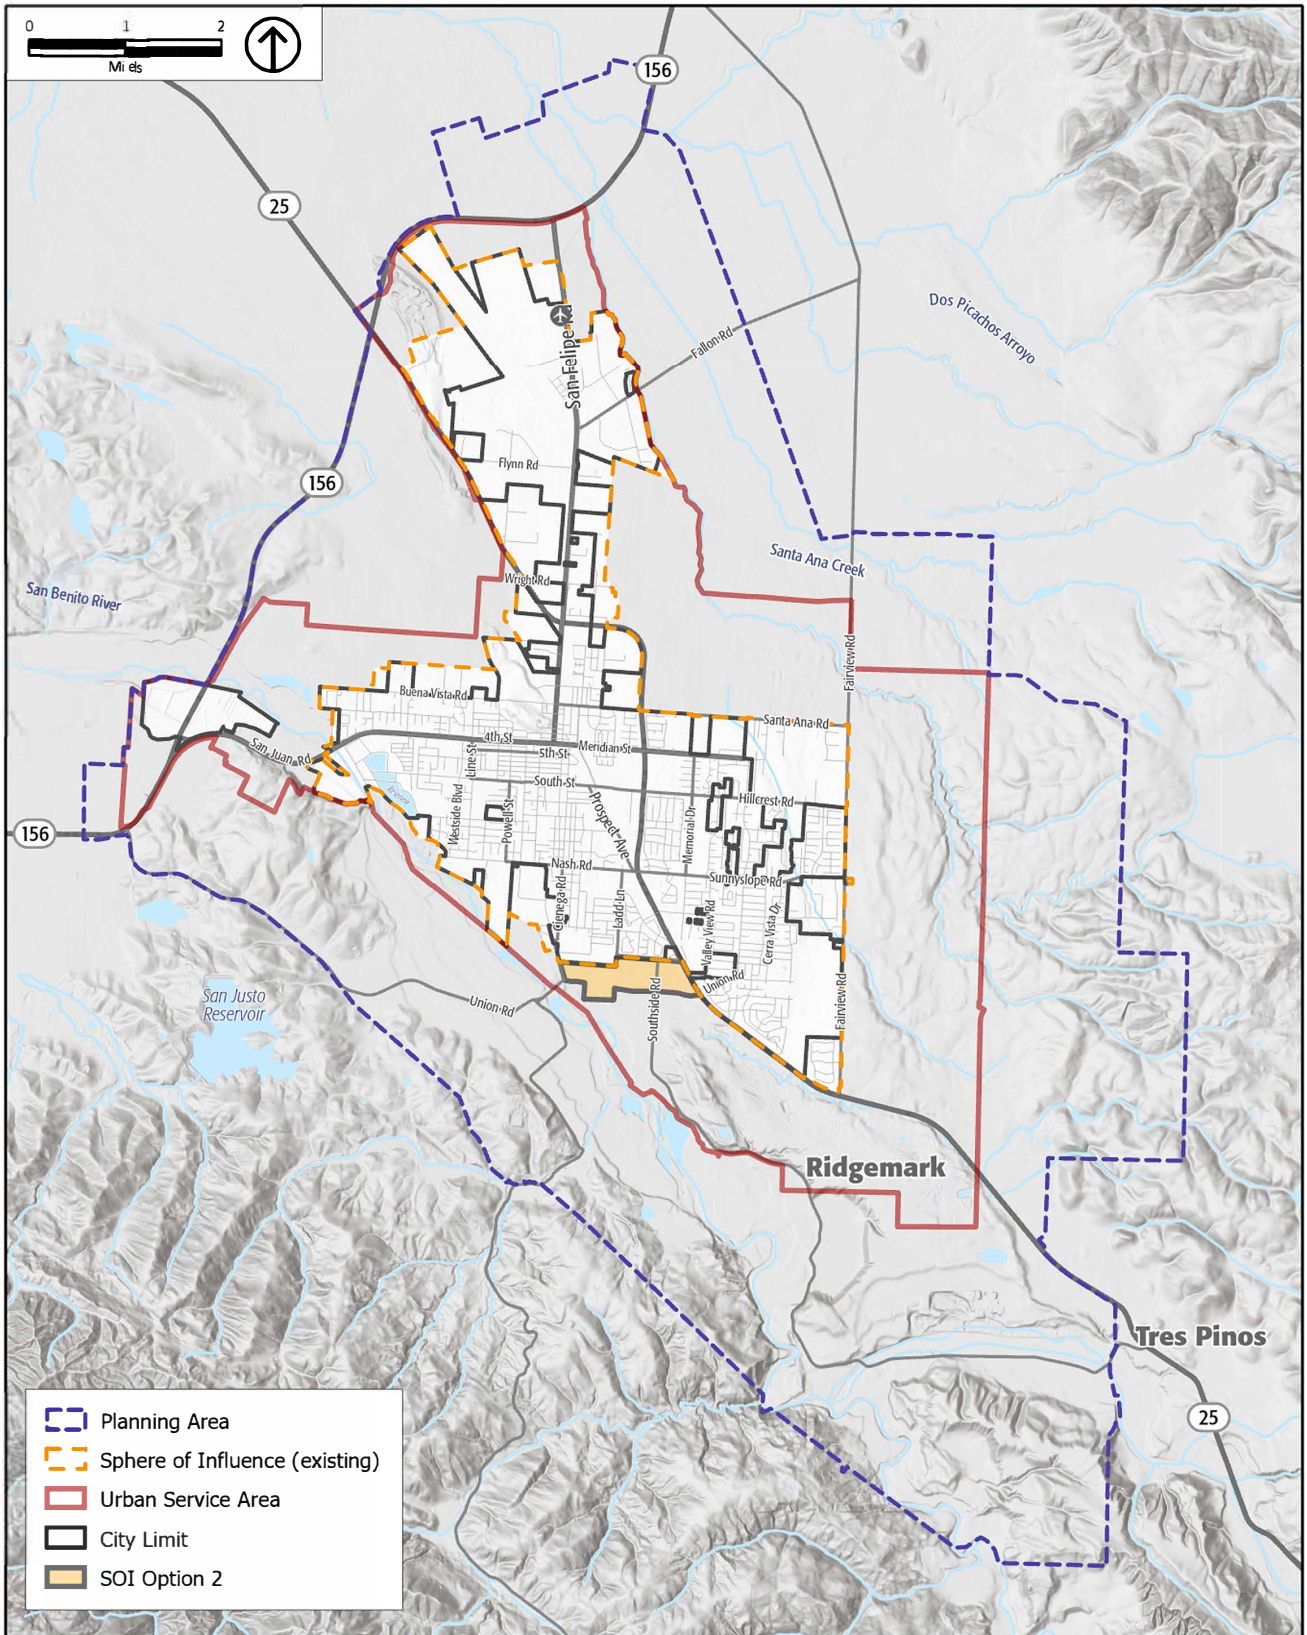 0 1 2
Mi els
156
25
Dos Picachos Arroyo
San Felipe Rd
Fallon Rd
Flynn Rd
156
Santa Ana Creek
San Benito River
Wright Rd
Fairview Rd
Buena Vista Rd
Santa Ana Rd
4th St
Meridian St
5th St
San Juan Rd
Line St
South St
Hillcrest Rd
Westside Blvd
Powell St
Prospect Ave
Memorial Dr
156
Nash Rd
Sunnyslope Rd
Cienega Rd
Ladd Ln
Valley View Rd
Cerra Vista Dr
Union Rd
Fairview Rd
San Justo
Reservoir
Union Rd
Southside Rd
Ridgemark
Tres Pinos
25
Planning Area
Sphere of Influence (existing)
Urban Service Area
City Limit
SOI Option 2